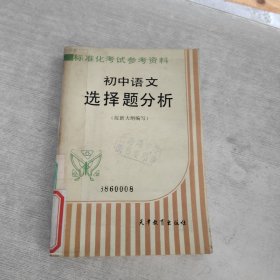 标准化考试参考资料
初中语文
选择题分析
（按新大纲编写）
3860008
天津教育出版社